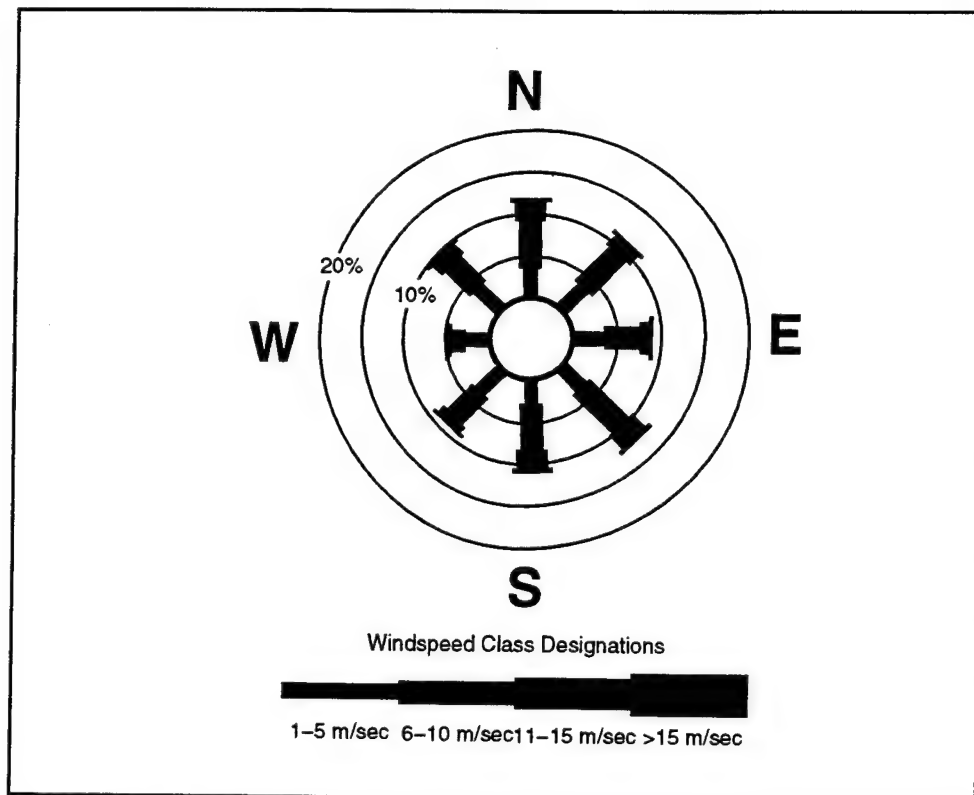 N
20%
10%
W
E
S
Windspeed Class Designations
1–5 m/sec 6–10 m/sec11–15 m/sec >15 m/sec